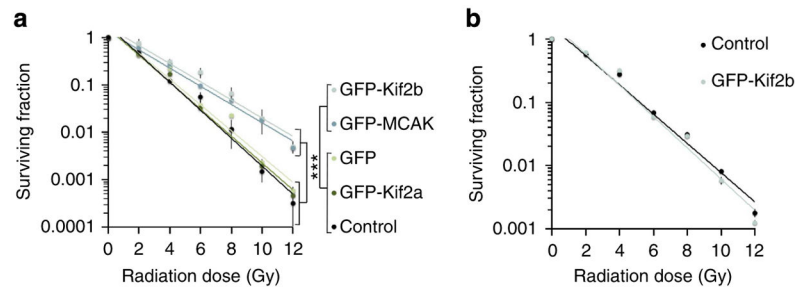 a
Surviving fraction
1
0.1
0.01
0.001
0.0001
0 2 4 6 8 10 12
Radiation dose (Gy)
***
GFP-Kif2b
GFP-MCAK
GFP
GFP-Kif2a
Control
b
Surviving fraction
1
0.1
0.01
0.001
0 2 4 6 8 10 12
Radiation dose (Gy)
Control
GFP-Kif2b